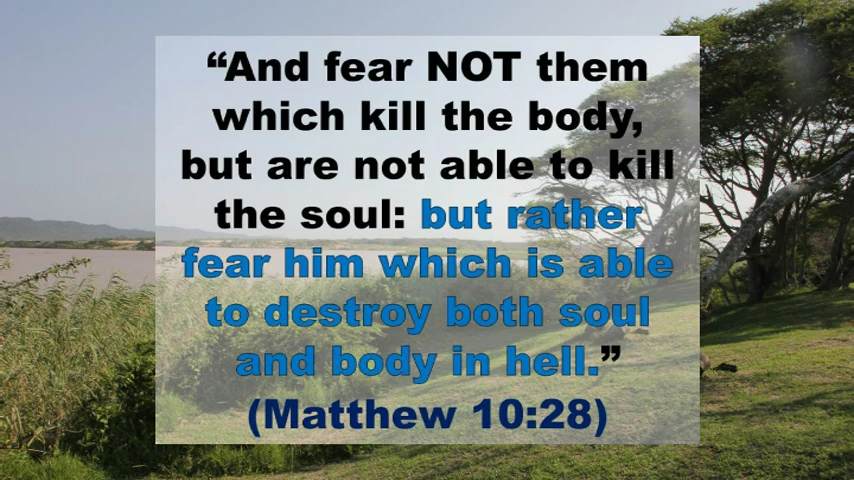 “And fear NOT them
which kill the body,
but are not able to kill
the soul: but rather
fear him which is able
to destroy both soul
and body in hell.”
(Matthew 10:28)